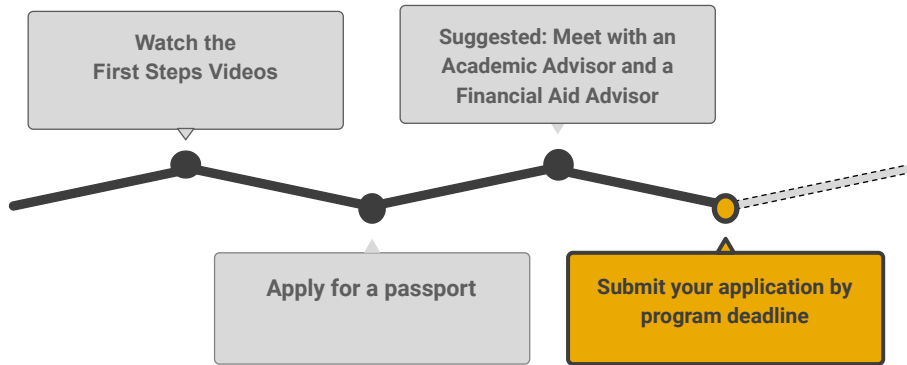 Watch the
First Steps Videos
Apply for a passport
Suggested: Meet with an
Academic Advisor and a
Financial Aid Advisor
Submit your application by
program deadline